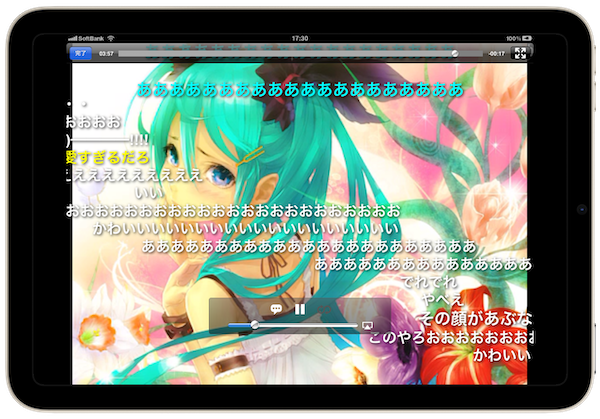 SoftBank 17:30 100%
完了 03:57 -00:17
ああああああああああああああああああああ
・・
おおおお
)━━━━!!!!
愛すぎるだろ
えええええええええ
いい
おおおおおおおおおおおおおおおおおおおおおお
かわいいいいいいいいいいいいいいいいいいい
あああああああああああああああああああああああ
あああああああああああああああ
でれでれ
やべえ
その顔があぶな
このやろおおおおおおおお
かわいい